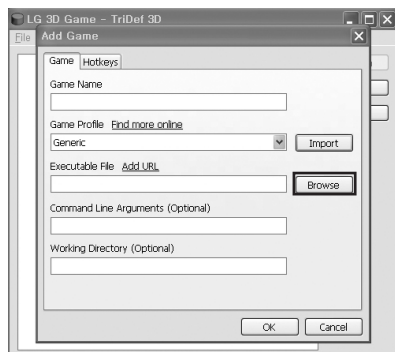 LG 3D Game - TriDef 3D
File
Add Game
Game Hotkeys
Game Name
Game Profile Find more online
Generic Import
Executable File Add URL
Browse
Command Line Arguments (Optional)
Working Directory (Optional)
OK Cancel